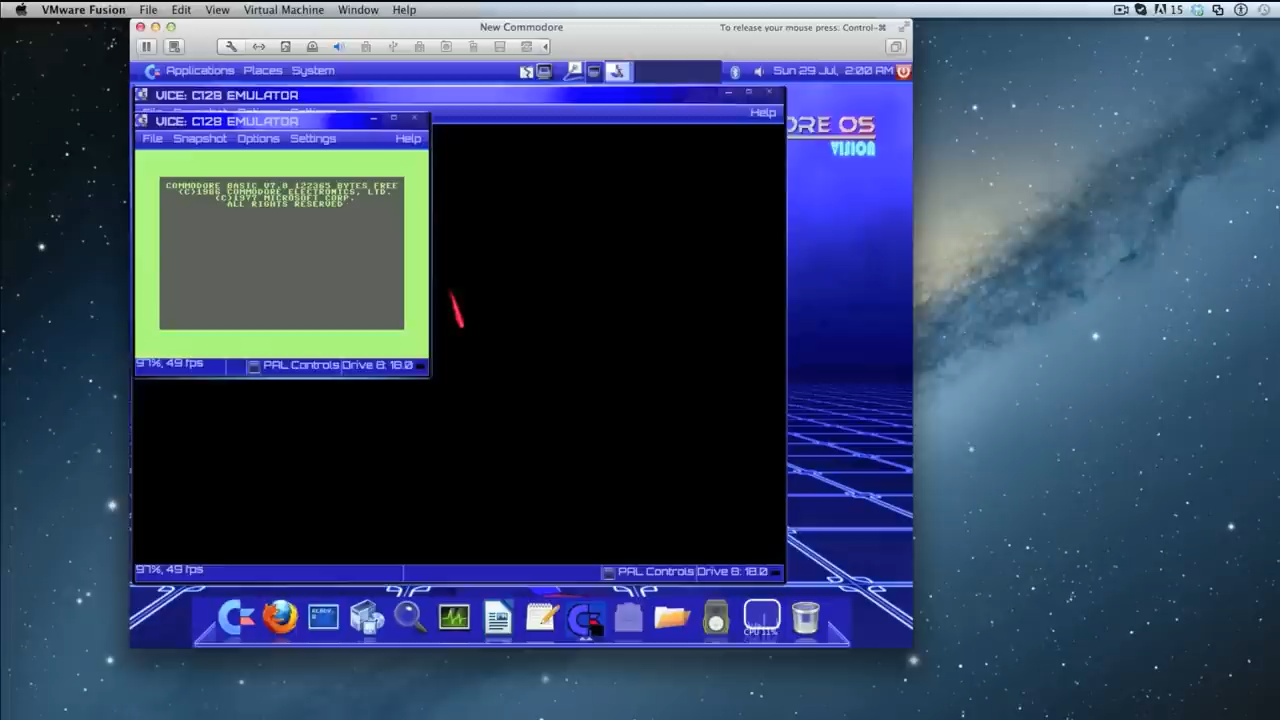 VMware Fusion File Edit View Virtual Machine Window Help 15
New Commodore To release your mouse press: Control-⌘
Applications Places System Sun 29 Jul, 2:00 AM
VICE: C128 EMULATOR
Help
VICE: C128 EMULATOR
File Snapshot Options Settings Help
ORE OS
VISION
COMMODORE BASIC V7.0 122365 BYTES FREE
(C)1986 COMMODORE ELECTRONICS, LTD.
(C)1977 MICROSOFT CORP.
ALL RIGHTS RESERVED
97%, 49 fps PAL Controls Drive 8: 18.0
97%, 49 fps PAL Controls Drive 8: 18.0
CPU 11%